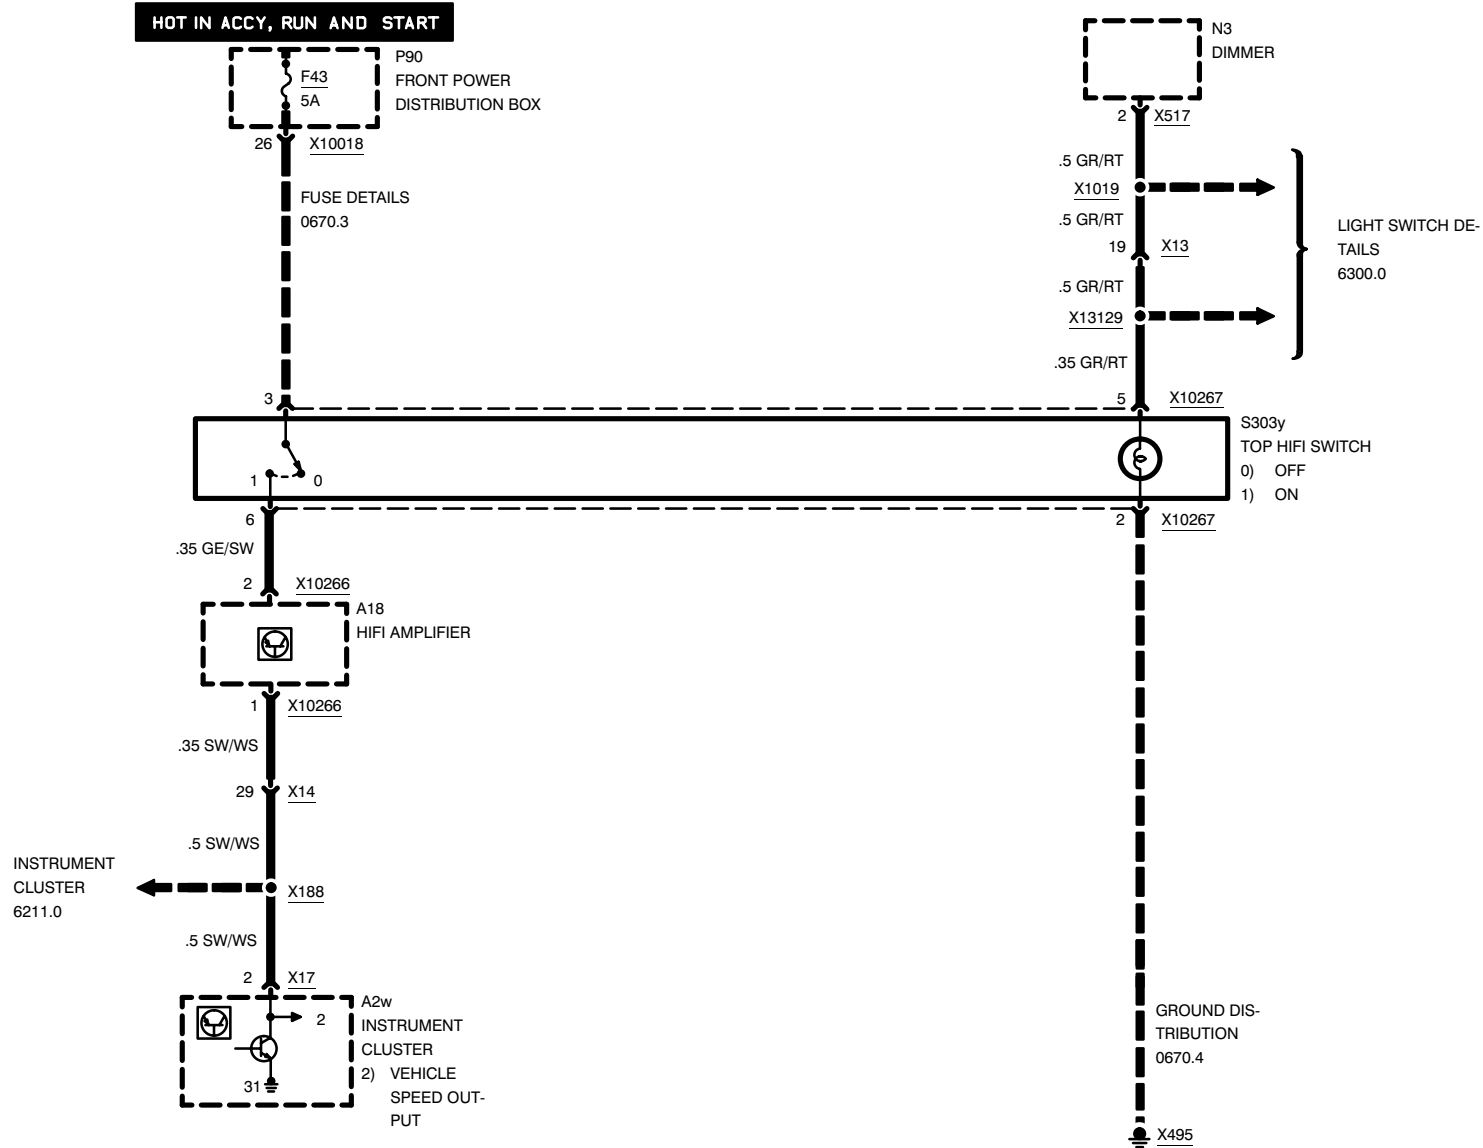 HOT IN ACCY, RUN AND START
P90
FRONT POWER
DISTRIBUTION BOX
F43
5A
26 X10018
FUSE DETAILS
0670.3
N3
DIMMER
2 X517
.5 GR/RT
X1019
.5 GR/RT
19 X13
.5 GR/RT
X13129
.35 GR/RT
LIGHT SWITCH DE-
TAILS
6300.0
3
5 X10267
S303y
TOP HIFI SWITCH
0) OFF
1) ON
1 0
6
2 X10267
.35 GE/SW
2 X10266
A18
HIFI AMPLIFIER
1 X10266
.35 SW/WS
29 X14
.5 SW/WS
INSTRUMENT
CLUSTER
6211.0
X188
.5 SW/WS
2 X17
A2w
INSTRUMENT
CLUSTER
2) VEHICLE
SPEED OUT-
PUT
2
31
GROUND DIS-
TRIBUTION
0670.4
X495